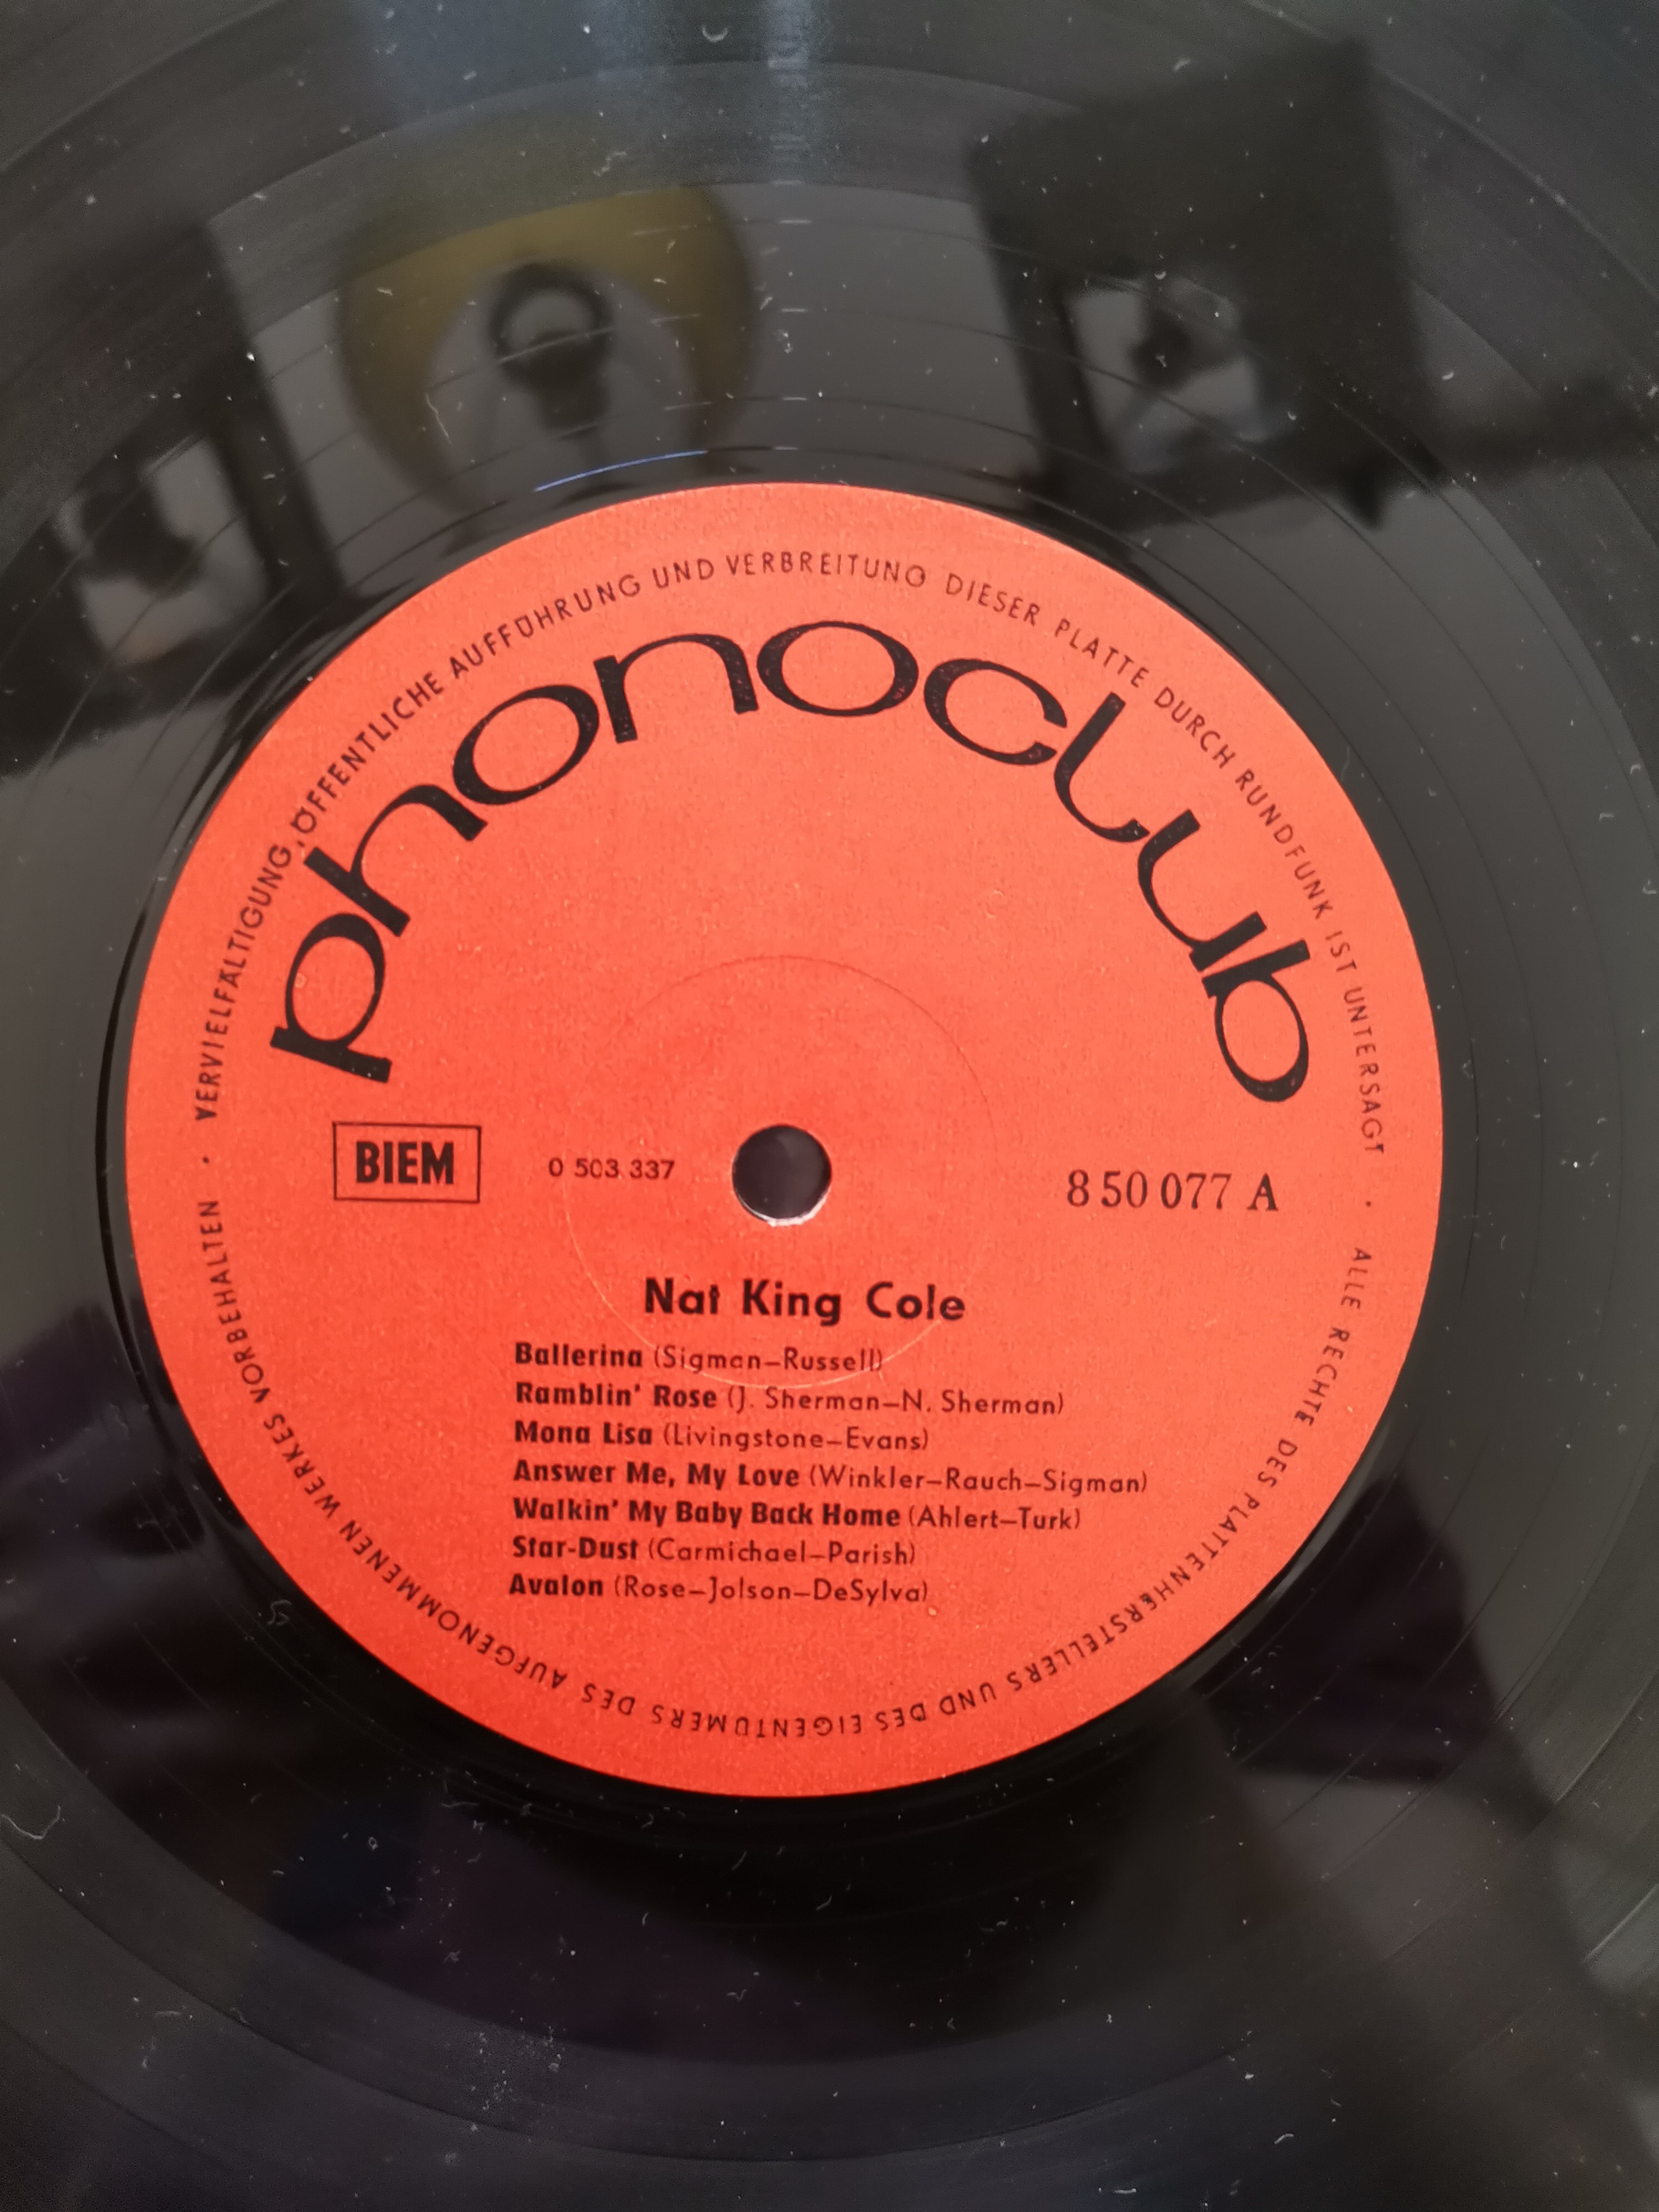 VERVIELFÄLTIGUNG, ÖFFENTLICHE AUFFÜHRUNG UND VERBREITUNG DIESER PLATTE DURCH RUNDFUNK IST UNTERSAGT · ALLE RECHTE DES PLATTENHERSTELLERS UND DES EIGENTÜMERS DES AUFGENOMMENEN WERKES VORBEHALTEN ·
phonoclub
BIEM 0 503 337 8 50 077 A
Nat King Cole
Ballerina (Sigman–Russell)
Ramblin' Rose (J. Sherman–N. Sherman)
Mona Lisa (Livingstone–Evans)
Answer Me, My Love (Winkler–Rauch–Sigman)
Walkin' My Baby Back Home (Ahlert–Turk)
Star-Dust (Carmichael–Parish)
Avalon (Rose–Jolson–DeSylva)